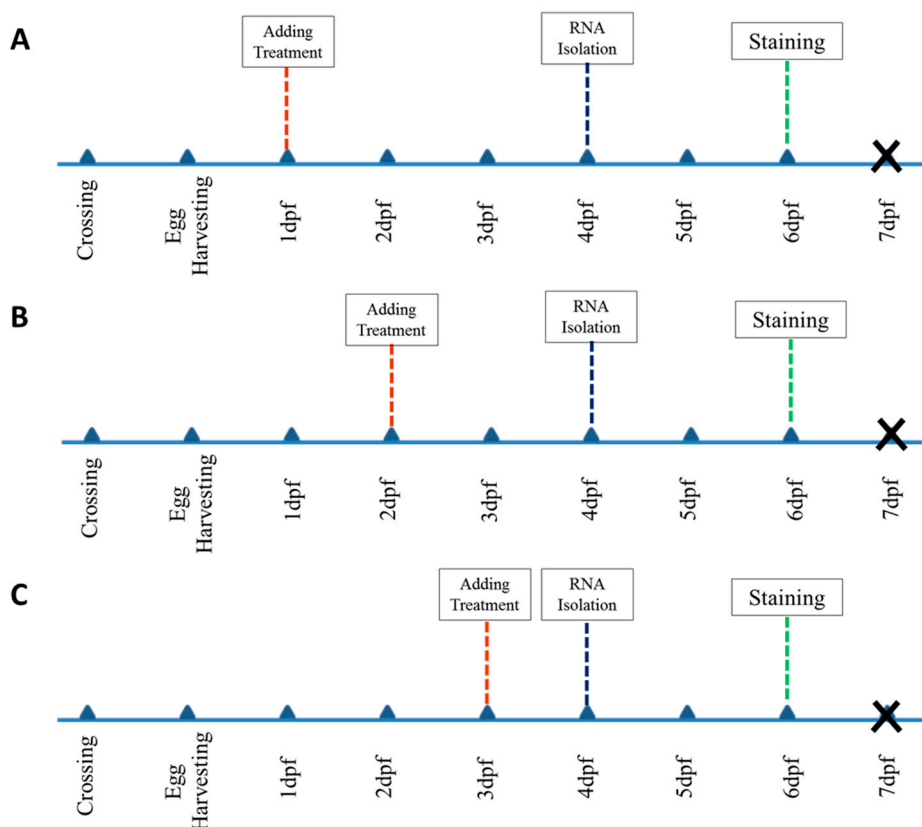 A
Adding
Treatment
RNA
Isolation
Staining
Crossing
Egg
Harvesting
1dpf
2dpf
3dpf
4dpf
5dpf
6dpf
7dpf
B
Adding
Treatment
RNA
Isolation
Staining
Crossing
Egg
Harvesting
1dpf
2dpf
3dpf
4dpf
5dpf
6dpf
7dpf
C
Adding
Treatment
RNA
Isolation
Staining
Crossing
Egg
Harvesting
1dpf
2dpf
3dpf
4dpf
5dpf
6dpf
7dpf